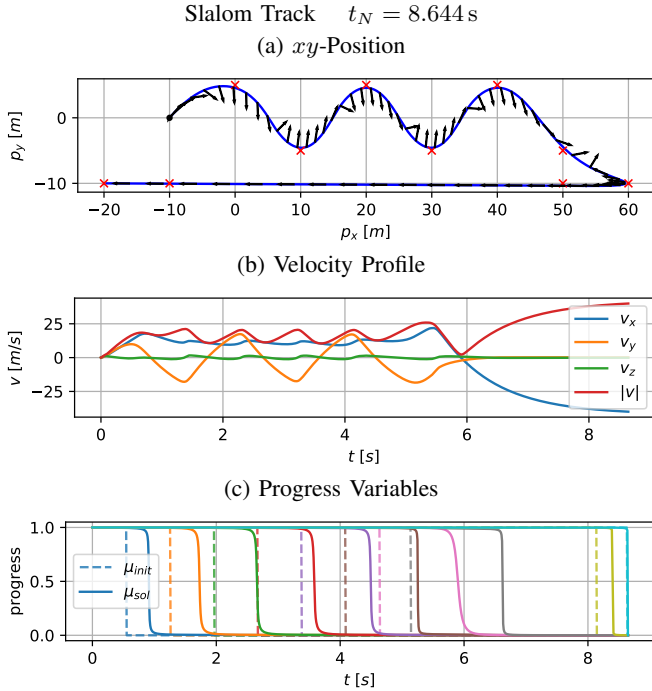 Slalom Track t_N = 8.644 s
(a) xy-Position
p_y [m]
0
−10
−20 −10 0 10 20 30 40 50 60
p_x [m]
(b) Velocity Profile
v [m/s]
25
0
−25
v_x
v_y
v_z
|v|
0 2 4 6 8
t [s]
(c) Progress Variables
progress
1.0
0.5
0.0
μ_init
μ_sol
0 2 4 6 8
t [s]